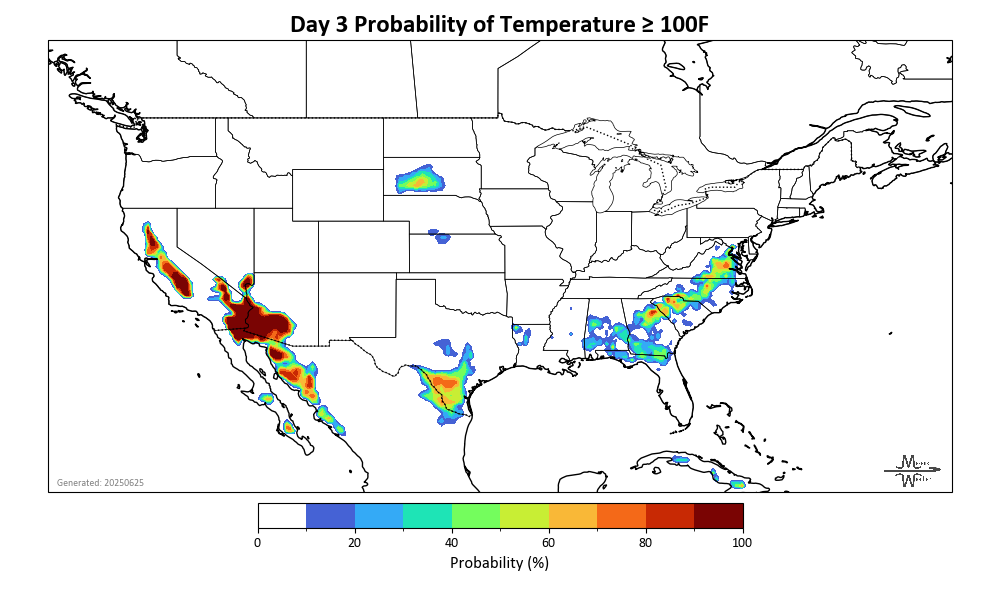 Day 3 Probability of Temperature ≥ 100F
Generated: 20250625
0 20 40 60 80 100
Probability (%)